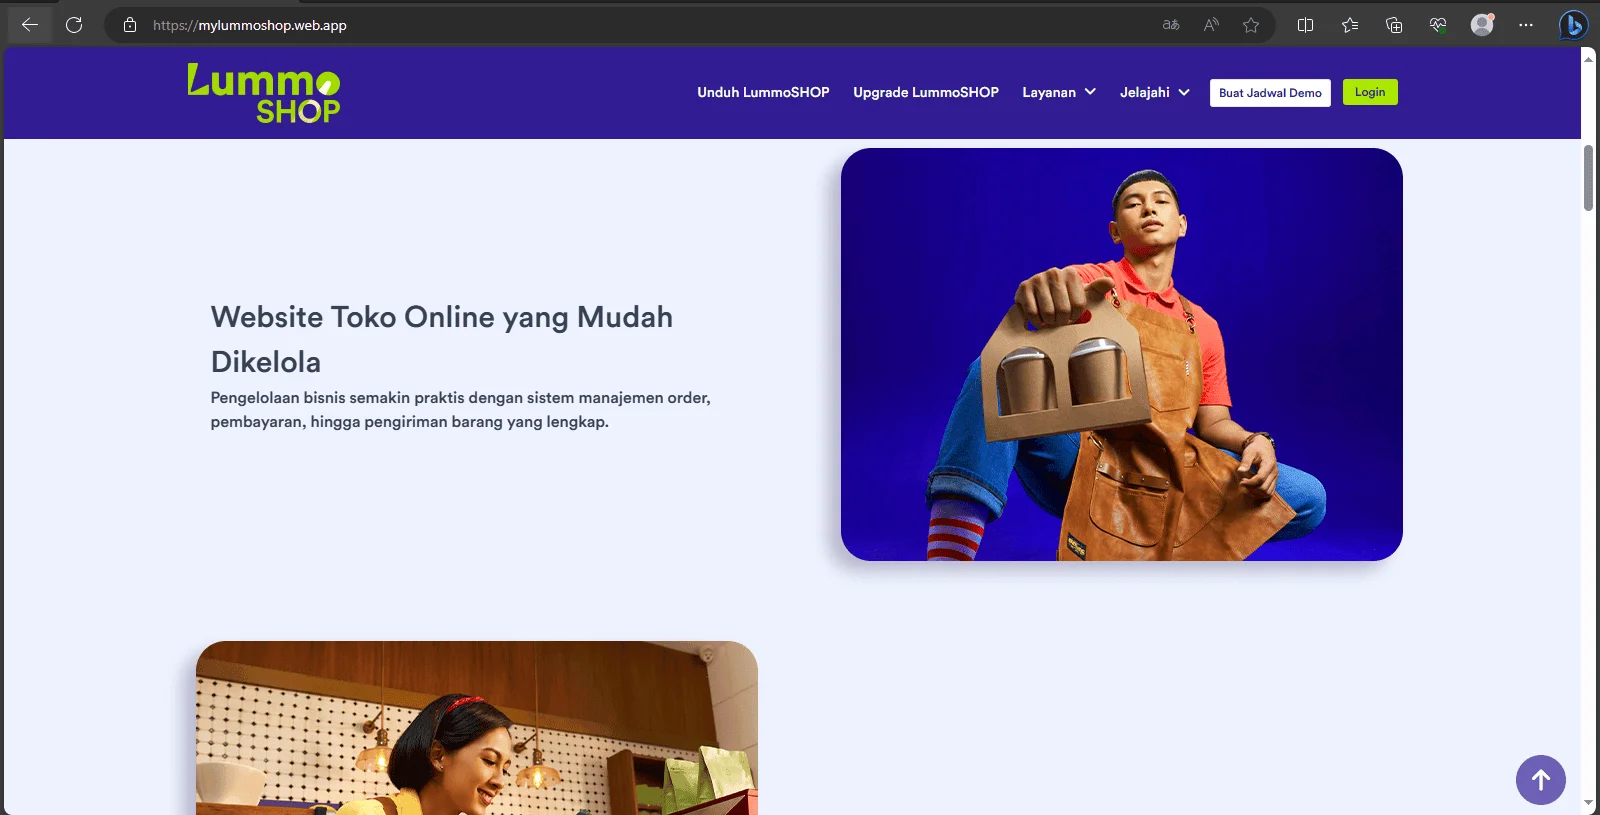 https://mylummoshop.web.app
Lummo
SHOP
Unduh LummoSHOP
Upgrade LummoSHOP
Layanan
Jelajahi
Buat Jadwal Demo
Login
Website Toko Online yang Mudah
Dikelola
Pengelolaan bisnis semakin praktis dengan sistem manajemen order,
pembayaran, hingga pengiriman barang yang lengkap.